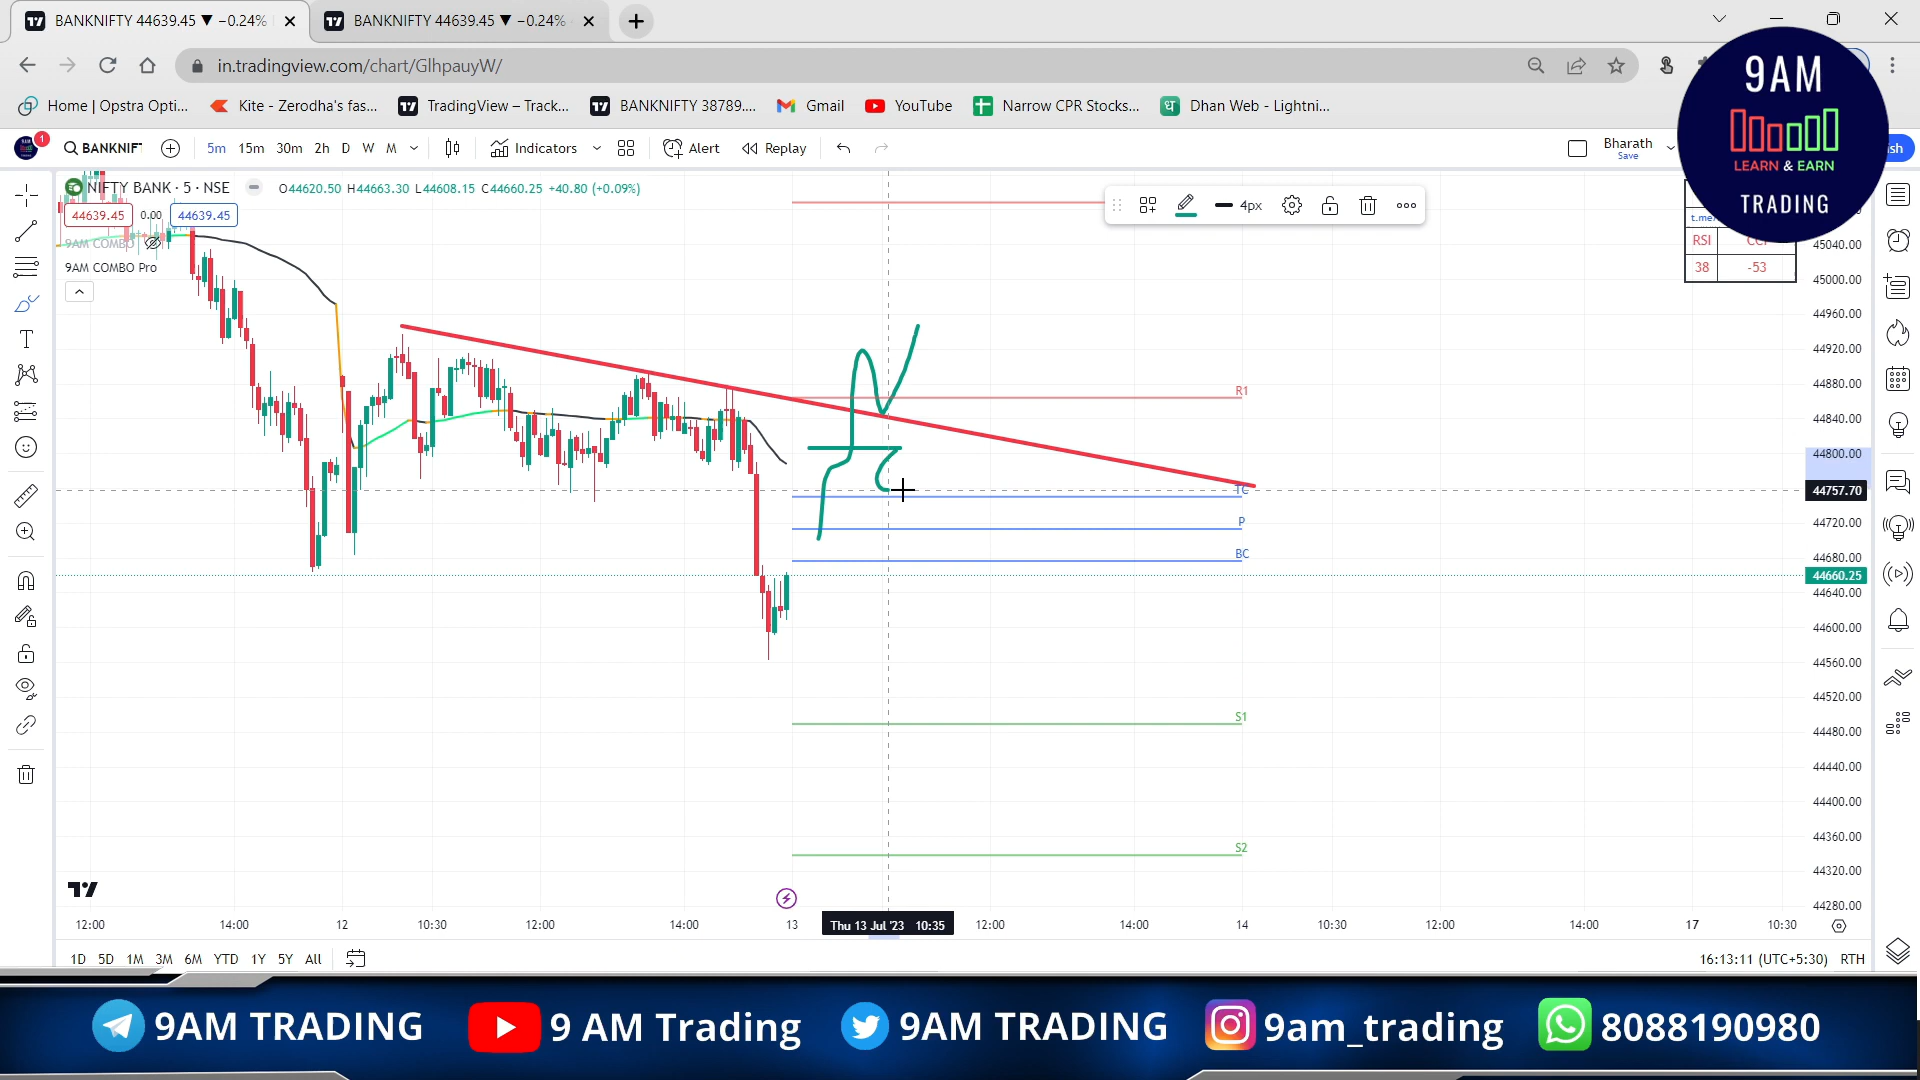 BANKNIFTY 44639.45 ▼ −0.24%
BANKNIFTY 44639.45 ▼ −0.24%
in.tradingview.com/chart/GlhpauyW/
Home | Opstra Opti...
Kite - Zerodha's fas...
TradingView – Track...
BANKNIFTY 38789....
Gmail
YouTube
Narrow CPR Stocks...
Dhan Web - Lightni...
9AM
LEARN & EARN
TRADING
1
BANKNIF
5m 15m 30m 2h D W M
Indicators
Alert
Replay
Bharath
Save
sh
NIFTY BANK · 5 · NSE
O44620.50 H44663.30 L44608.15 C44660.25 +40.80 (+0.09%)
44639.45 0.00 44639.45
9AM COMBO
9AM COMBO Pro
4px
RSI
38 -53
R1
TC
P
BC
S1
S2
45040.00
45000.00
44960.00
44920.00
44880.00
44840.00
44800.00
44757.70
44720.00
44680.00
44660.25
44640.00
44600.00
44560.00
44520.00
44480.00
44440.00
44400.00
44360.00
44320.00
44280.00
12:00 14:00 12 10:30 12:00 14:00 13 Thu 13 Jul '23 10:35 12:00 14:00 14 10:30 12:00 14:00 17 10:30
1D 5D 1M 3M 6M YTD 1Y 5Y All
16:13:11 (UTC+5:30) RTH
9AM TRADING
9 AM Trading
9AM TRADING
9am_trading
8088190980